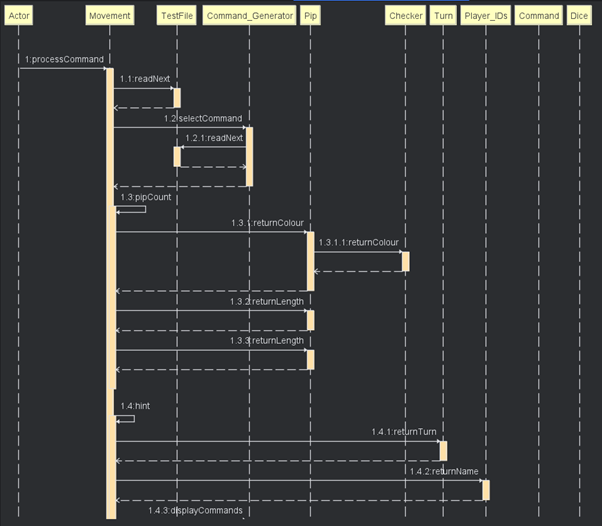 Actor Movement TestFile Command_Generator Pip Checker Turn Player_IDs Command Dice
1:processCommand
1.1:readNext
1.2:selectCommand
1.2.1:readNext
1.3:pipCount
1.3.1:returnColour
1.3.1.1:returnColour
1.3.2:returnLength
1.3.3:returnLength
1.4:hint
1.4.1:returnTurn
1.4.2:returnName
1.4.3:displayCommands